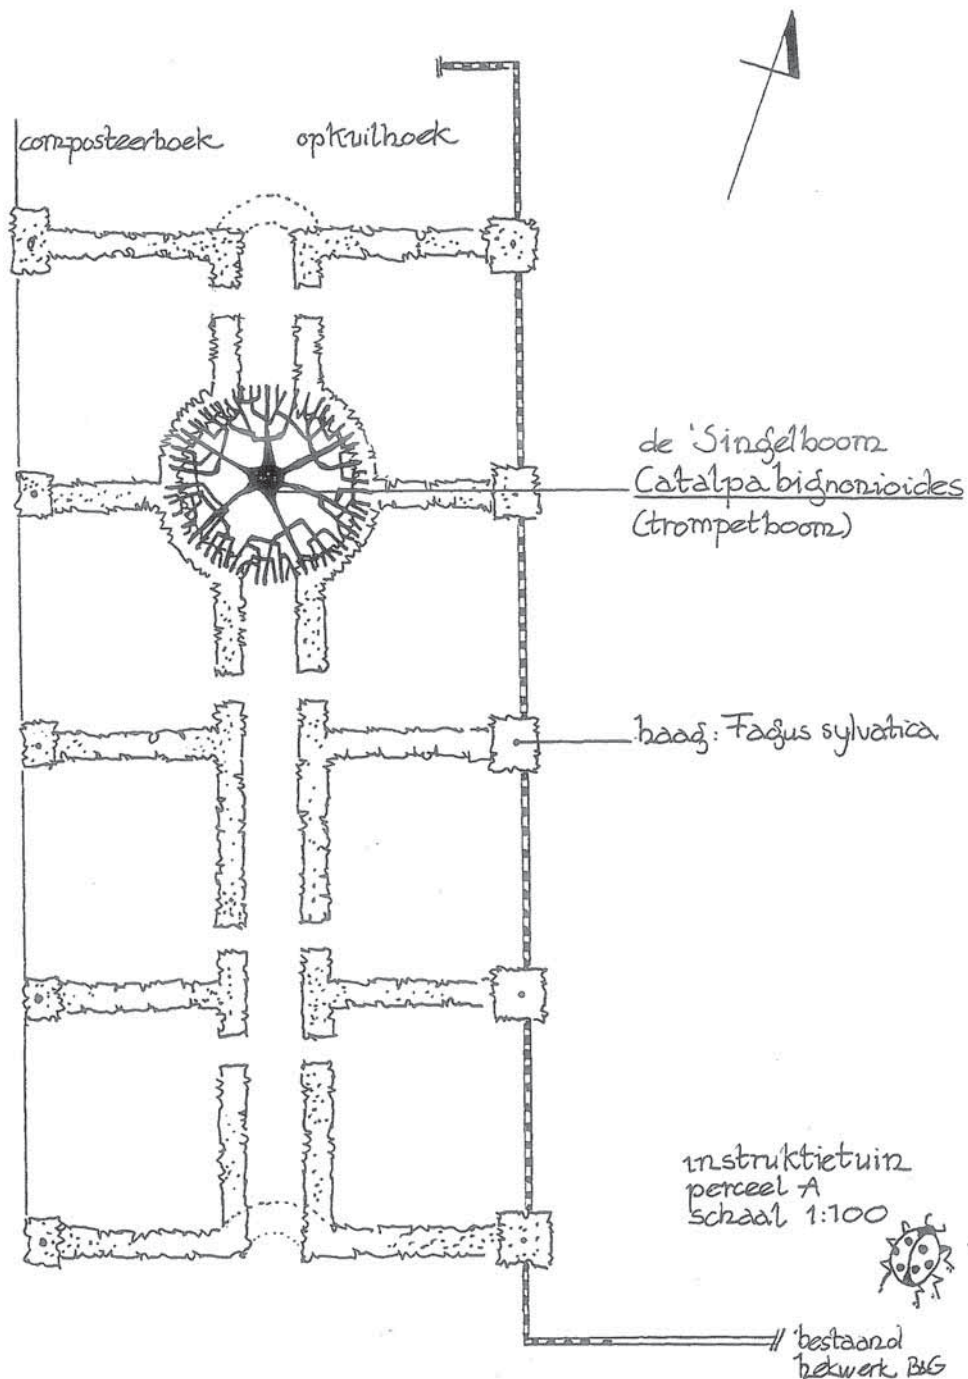 composteerhoek
opkuilhoek
de 'Singelboom
Catalpa bignonioides
(trompetboom)
haag: Fagus sylvatica
instruktietuin
perceel A
schaal 1:100
bestaand
hekwerk B&G